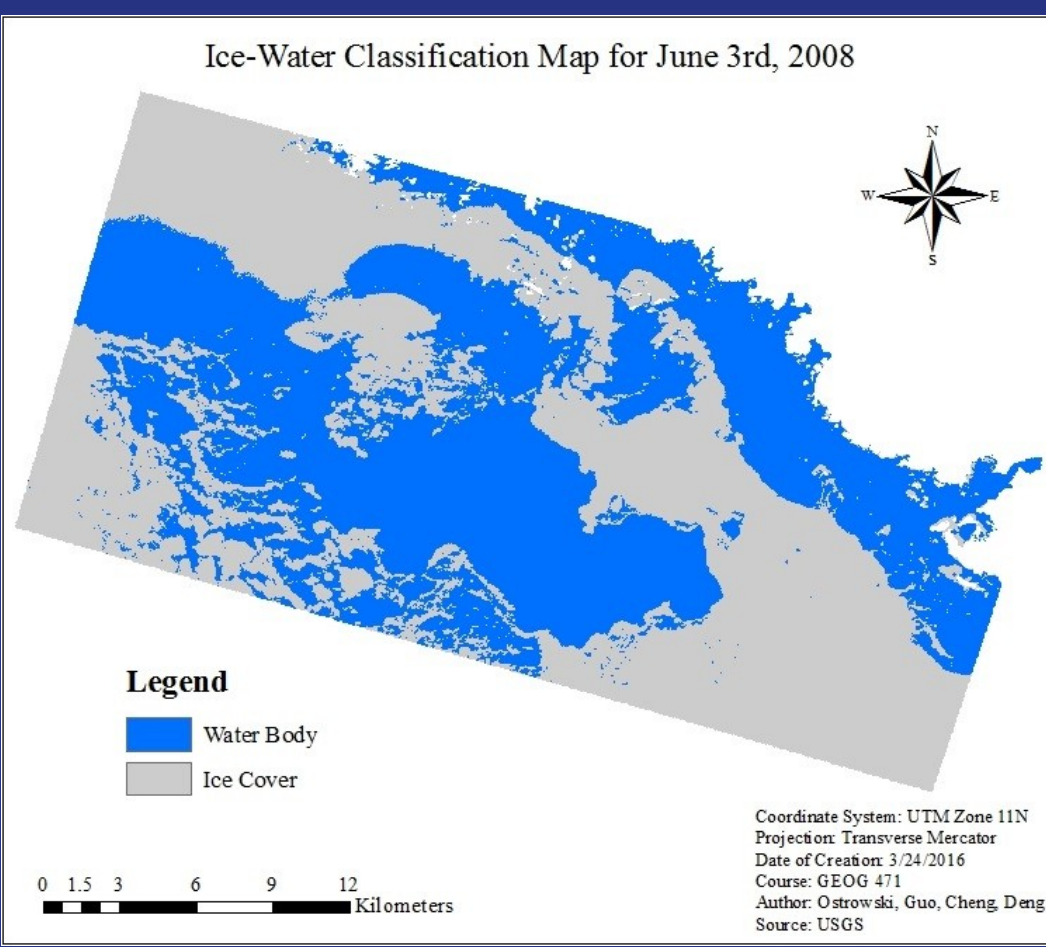 Ice-Water Classification Map for June 3rd, 2008
N
W E
S
Legend
Water Body
Ice Cover
0 1.5 3 6 9 12
Kilometers
Coordinate System: UTM Zone 11N
Projection: Transverse Mercator
Date of Creation: 3/24/2016
Course: GEOG 471
Author: Ostrowski, Guo, Cheng, Deng
Source: USGS